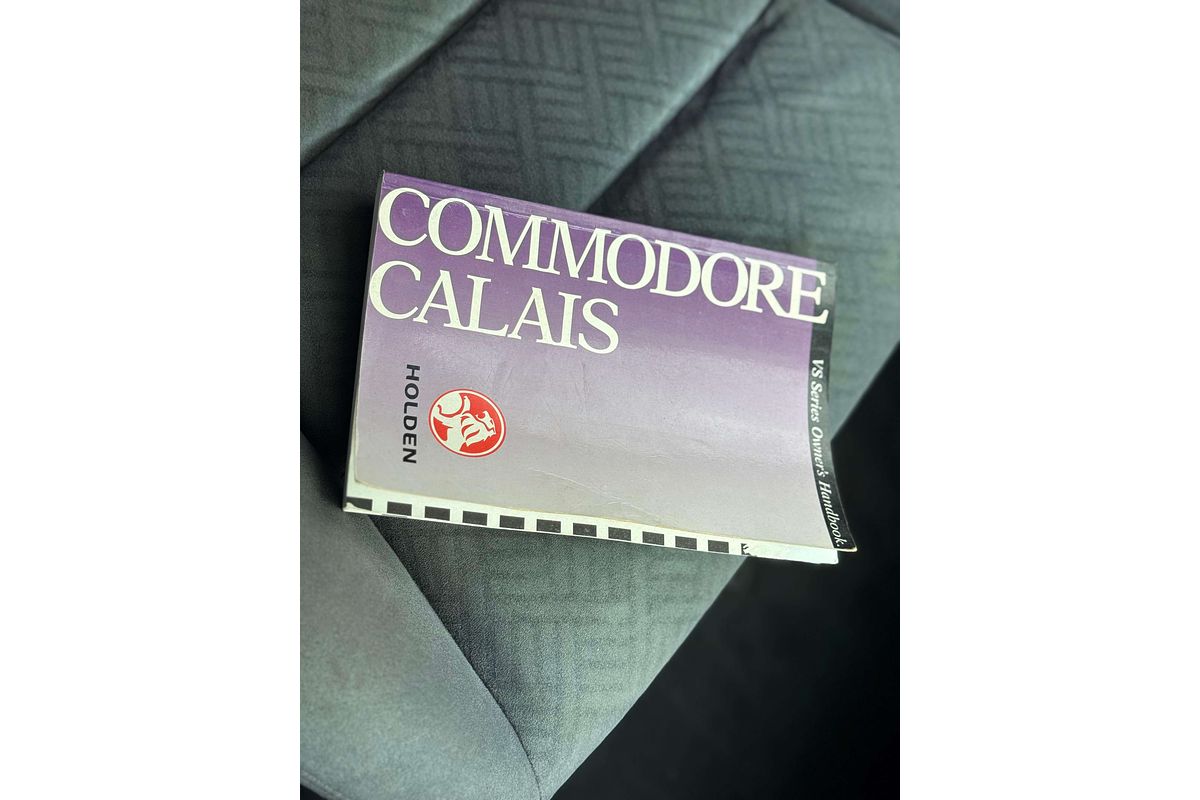 COMMODORE
CALAIS
HOLDEN
VS Series Owner's Handbook.